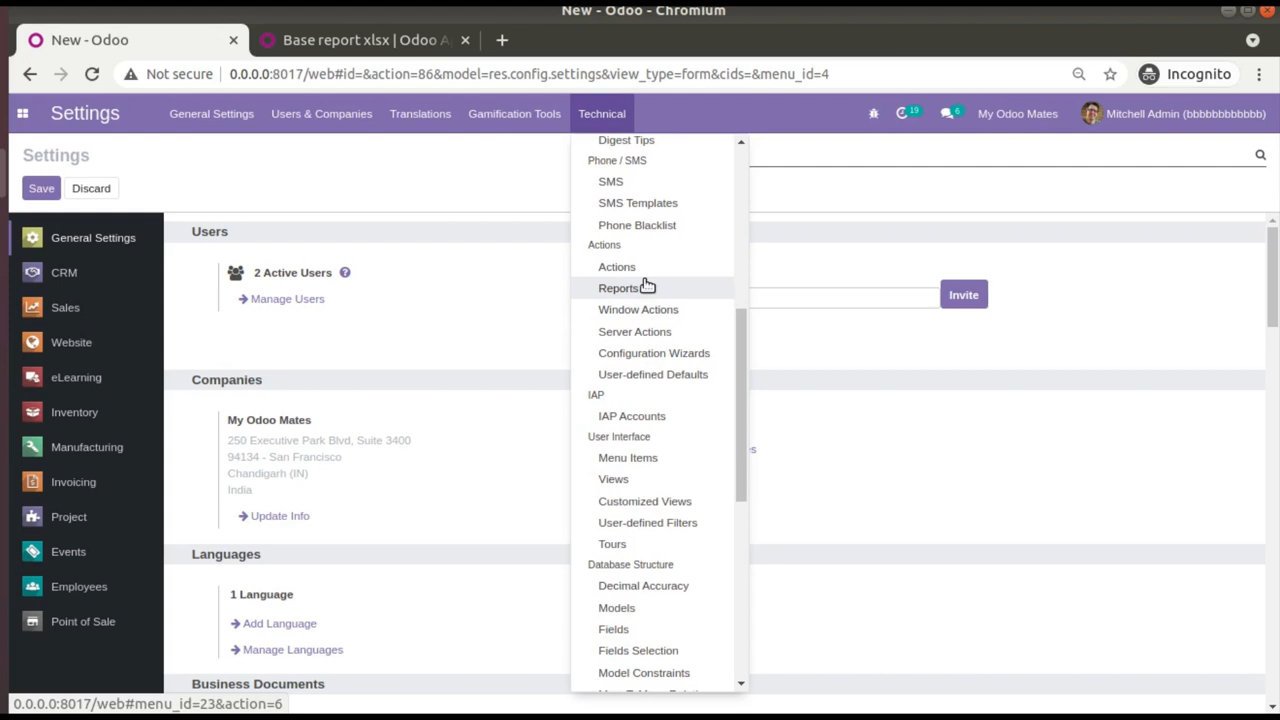 New - Odoo - Chromium
New - Odoo
Base report xlsx | Odoo A
Not secure
0.0.0.0:8017/web#id=&action=86&model=res.config.settings&view_type=form&cids=&menu_id=4
Incognito
Settings
General Settings
Users & Companies
Translations
Gamification Tools
Technical
19
6
My Odoo Mates
Mitchell Admin (bbbbbbbbbbbb)
Settings
Save
Discard
General Settings
CRM
Sales
Website
eLearning
Inventory
Manufacturing
Invoicing
Project
Events
Employees
Point of Sale
Users
2 Active Users
Manage Users
Invite
Companies
My Odoo Mates
250 Executive Park Blvd, Suite 3400
94134 - San Francisco
Chandigarh (IN)
India
Update Info
Languages
1 Language
Add Language
Manage Languages
Business Documents
Digest Tips
Phone / SMS
SMS
SMS Templates
Phone Blacklist
Actions
Actions
Reports
Window Actions
Server Actions
Configuration Wizards
User-defined Defaults
IAP
IAP Accounts
User Interface
Menu Items
Views
Customized Views
User-defined Filters
Tours
Database Structure
Decimal Accuracy
Models
Fields
Fields Selection
Model Constraints
0.0.0.0:8017/web#menu_id=23&action=6